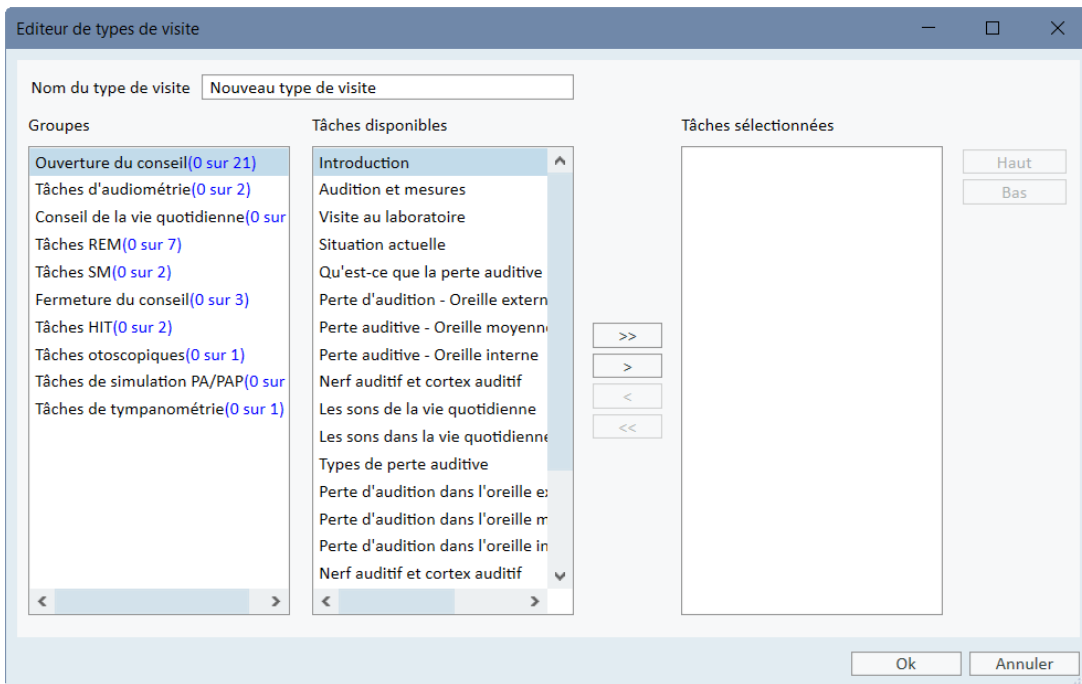 Editeur de types de visite
Nom du type de visite Nouveau type de visite
Groupes
Ouverture du conseil(0 sur 21)
Tâches d'audiométrie(0 sur 2)
Conseil de la vie quotidienne(0 sur
Tâches REM(0 sur 7)
Tâches SM(0 sur 2)
Fermeture du conseil(0 sur 3)
Tâches HIT(0 sur 2)
Tâches otoscopiques(0 sur 1)
Tâches de simulation PA/PAP(0 sur
Tâches de tympanométrie(0 sur 1)
Tâches disponibles
Introduction
Audition et mesures
Visite au laboratoire
Situation actuelle
Qu'est-ce que la perte auditive
Perte d'audition - Oreille extern
Perte auditive - Oreille moyenn
Perte auditive - Oreille interne
Nerf auditif et cortex auditif
Les sons de la vie quotidienne
Les sons dans la vie quotidienne
Types de perte auditive
Perte d'audition dans l'oreille ex
Perte d'audition dans l'oreille m
Perte d'audition dans l'oreille in
Nerf auditif et cortex auditif
>>
>
<
<<
Tâches sélectionnées
Haut
Bas
Ok
Annuler